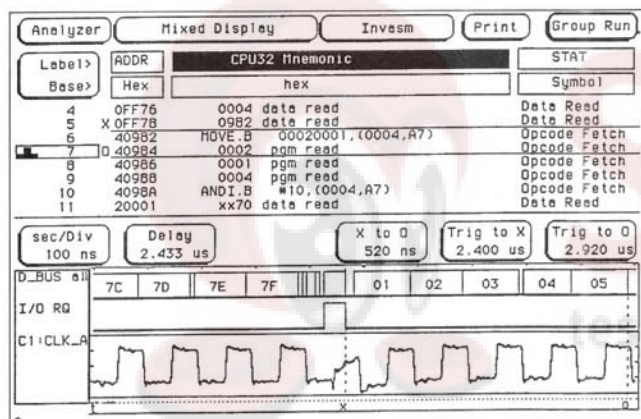 Analyzer Mixed Display Invasm Print Group Run
Label> ADDR CPU32 Mnemonic STAT
Base> Hex hex Symbol
4 0FF76 0004 data read Data Read
5 X 0FF78 0982 data read Data Read
6 40982 MOVE.B 00020001,(0004,A7) Opcode Fetch
7 O 40984 0002 pgm read Opcode Fetch
8 40986 0001 pgm read Opcode Fetch
9 40988 0004 pgm read Opcode Fetch
10 4098A ANDI.B #10,(0004,A7) Opcode Fetch
11 20001 xx70 data read Data Read
sec/Div Delay X to O Trig to X Trig to O
100 ns 2.433 us 520 ns 2.400 us 2.920 us
D_BUS all 7C 7D 7E 7F 01 02 03 04 05
I/O RQ
C1:CLK_A
X O